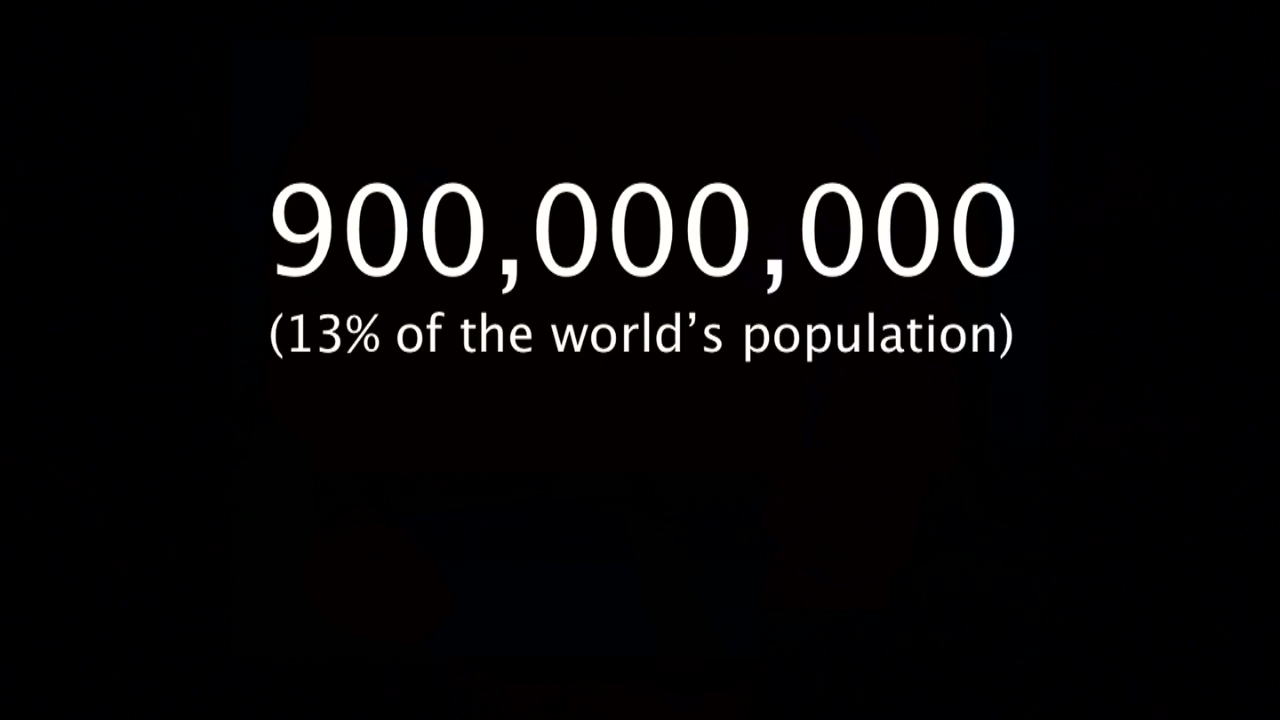 900,000,000
(13% of the world’s population)